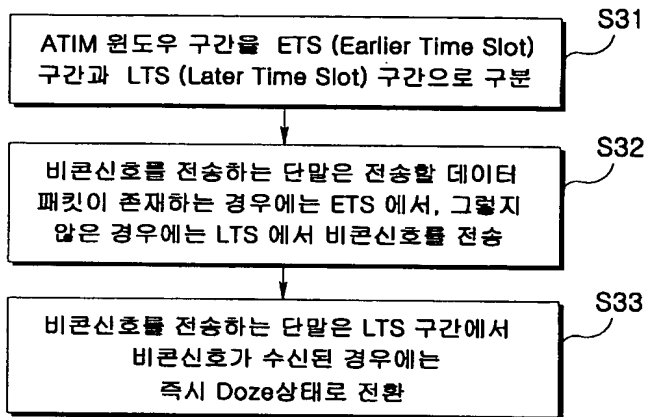 S31
ATIM 윈도우 구간을 ETS (Earlier Time Slot)
구간과 LTS (Later Time Slot) 구간으로 구분
S32
비콘신호를 전송하는 단말은 전송할 데이터
패킷이 존재하는 경우에는 ETS 에서, 그렇지
않은 경우에는 LTS 에서 비콘신호를 전송
S33
비콘신호를 전송하는 단말은 LTS 구간에서
비콘신호가 수신된 경우에는
즉시 Doze상태로 전환